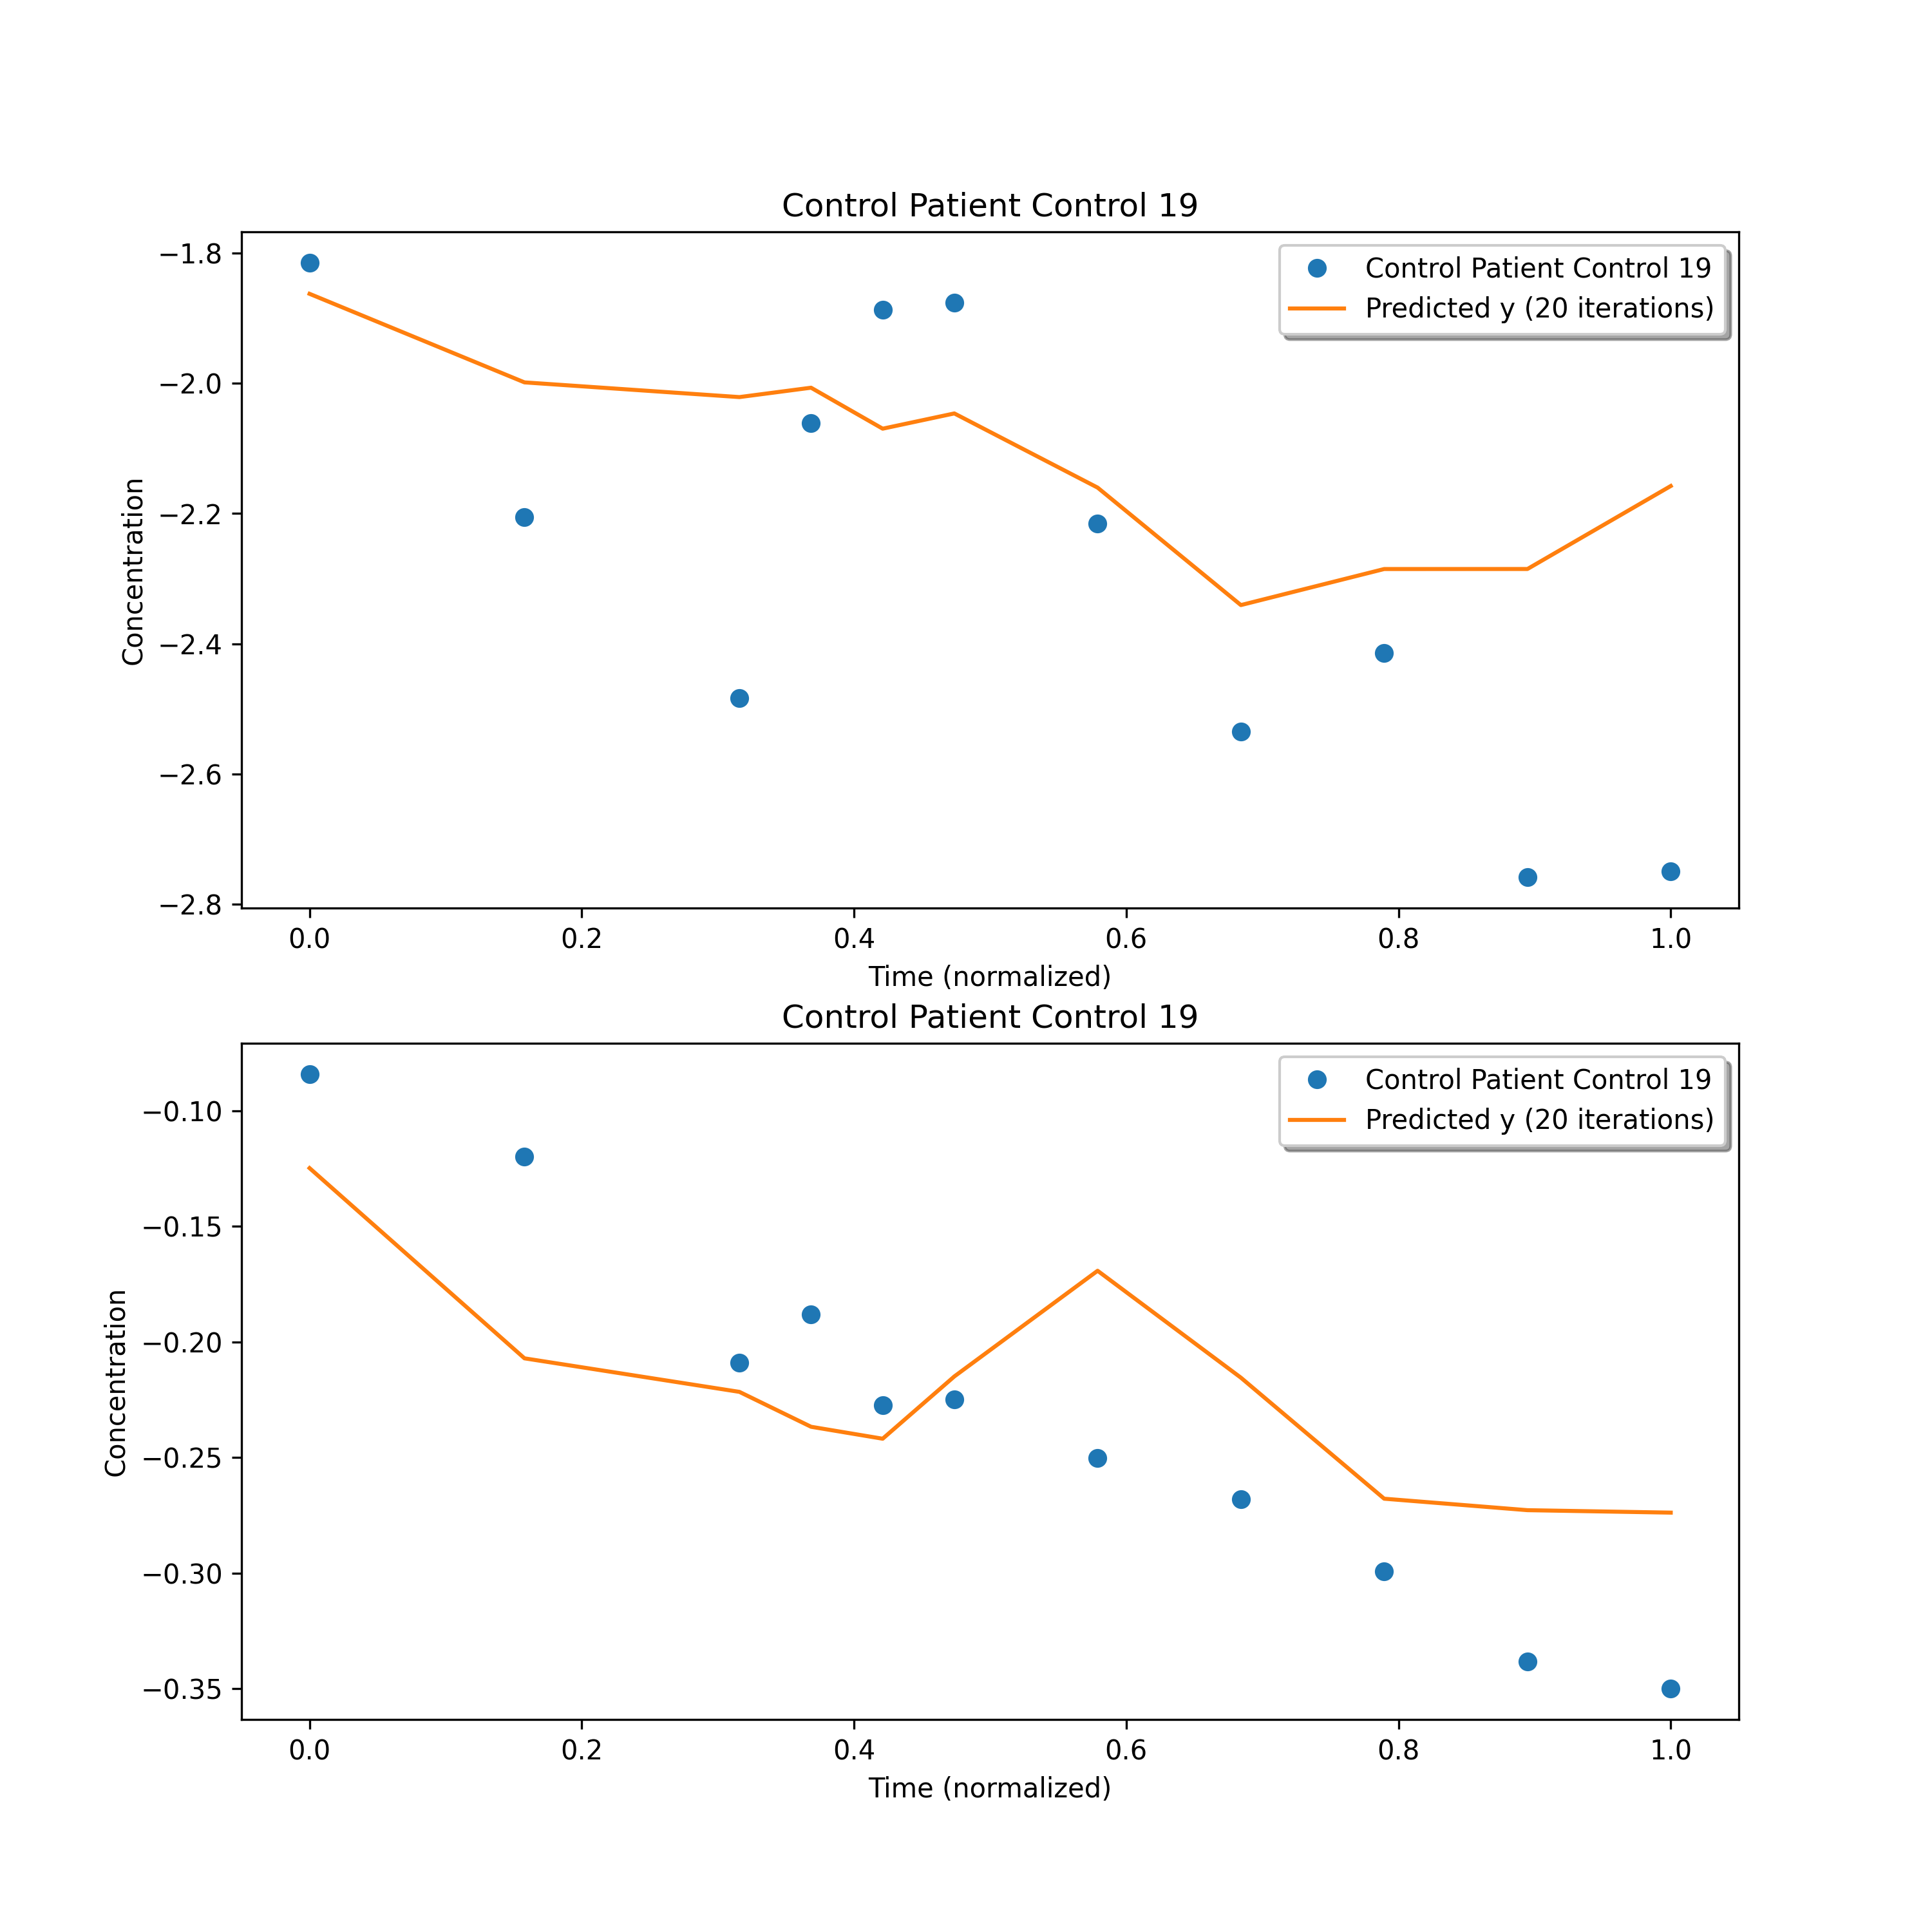 Control Patient Control 19
Control Patient Control 19
Predicted y (20 iterations)
−1.8
−2.0
−2.2
−2.4
−2.6
−2.8
Concentration
0.0 0.2 0.4 0.6 0.8 1.0
Time (normalized)
Control Patient Control 19
Control Patient Control 19
Predicted y (20 iterations)
−0.10
−0.15
−0.20
−0.25
−0.30
−0.35
Concentration
0.0 0.2 0.4 0.6 0.8 1.0
Time (normalized)